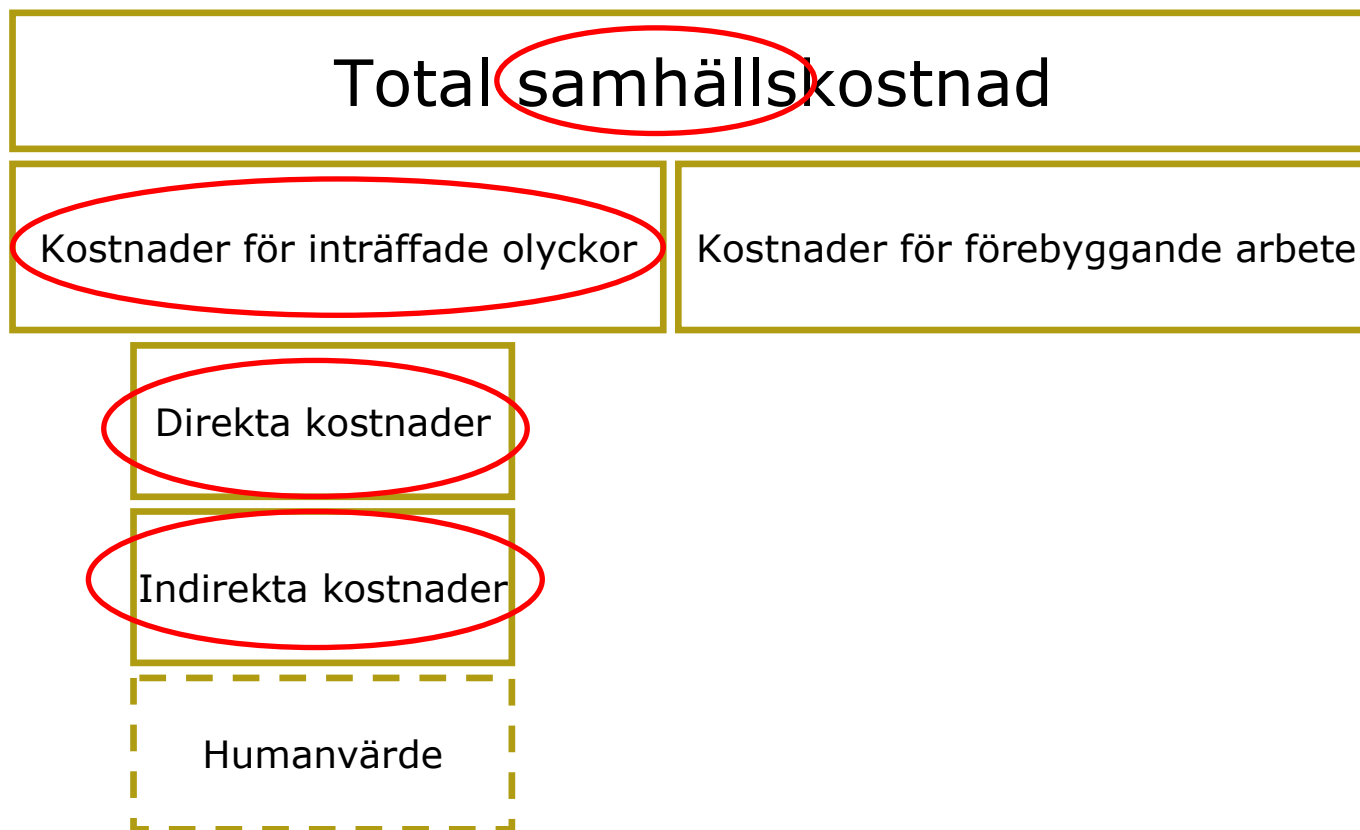 Total samhällskostnad
Kostnader för inträffade olyckor
Kostnader för förebyggande arbete
Direkta kostnader
Indirekta kostnader
Humanvärde